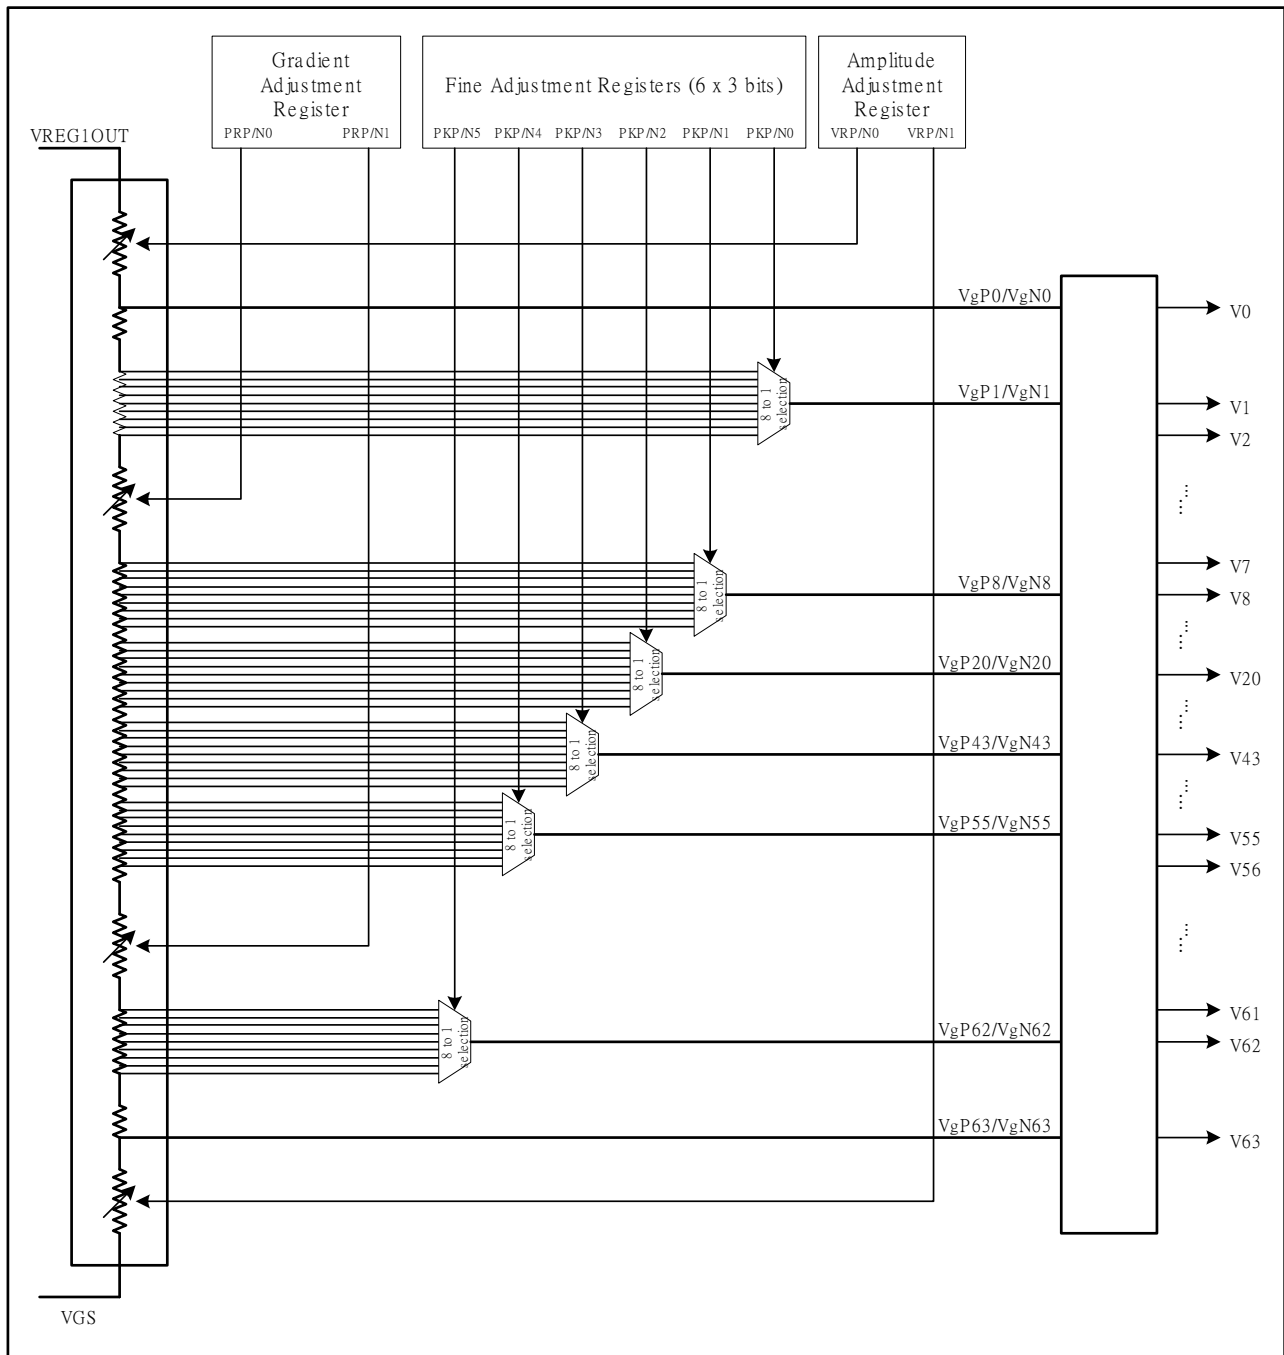 Gradient
Adjustment
Register
PRP/N0 PRP/N1
Fine Adjustment Registers (6 x 3 bits)
PKP/N5 PKP/N4 PKP/N3 PKP/N2 PKP/N1 PKP/N0
Amplitude
Adjustment
Register
VRP/N0 VRP/N1
VREG1OUT
VgP0/VgN0
V0
8 to 1
selection
VgP1/VgN1
V1
V2
V7
8 to 1
selection
VgP8/VgN8
V8
8 to 1
selection
VgP20/VgN20
V20
8 to 1
selection
VgP43/VgN43
V43
8 to 1
selection
VgP55/VgN55
V55
V56
V61
8 to 1
selection
VgP62/VgN62
V62
VgP63/VgN63
V63
VGS